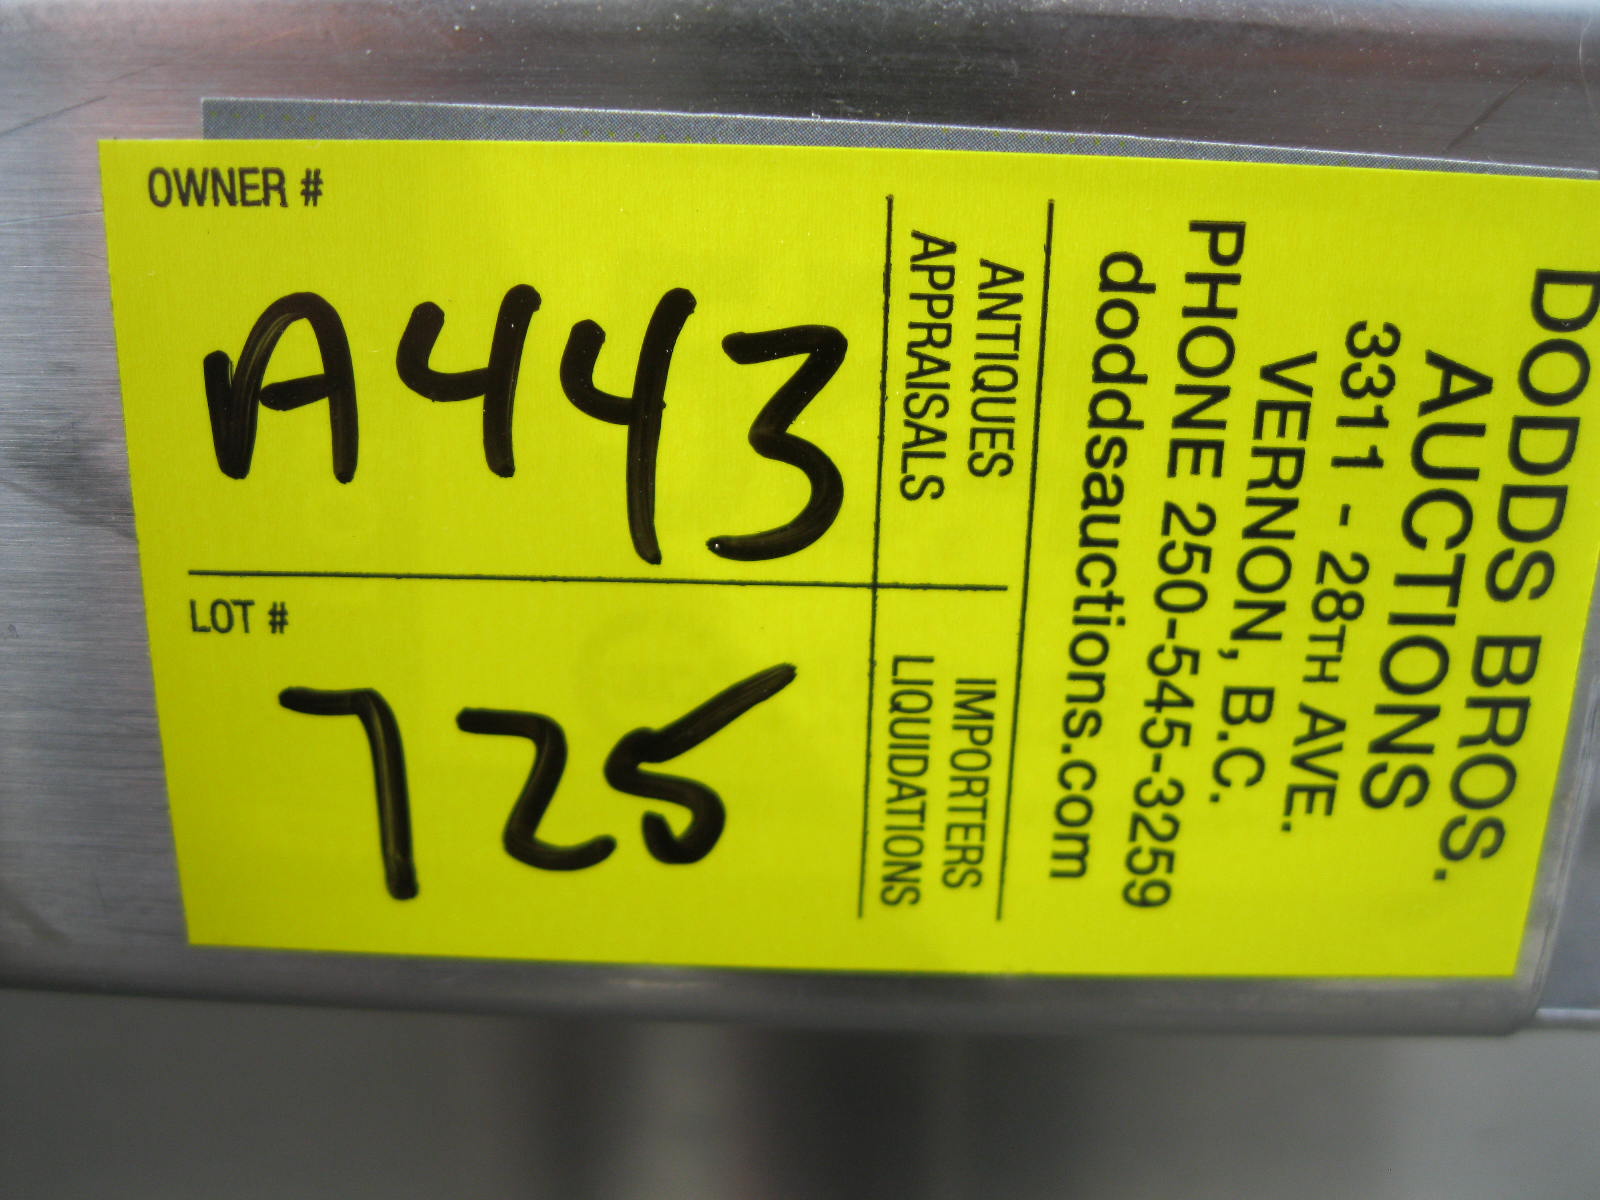 OWNER #
A443
LOT #
725
DODDS BROS.
AUCTIONS
3311 - 28TH AVE.
VERNON, B.C.
PHONE 250-545-3259
doddsauctions.com
ANTIQUES
APPRAISALS
IMPORTERS
LIQUIDATIONS